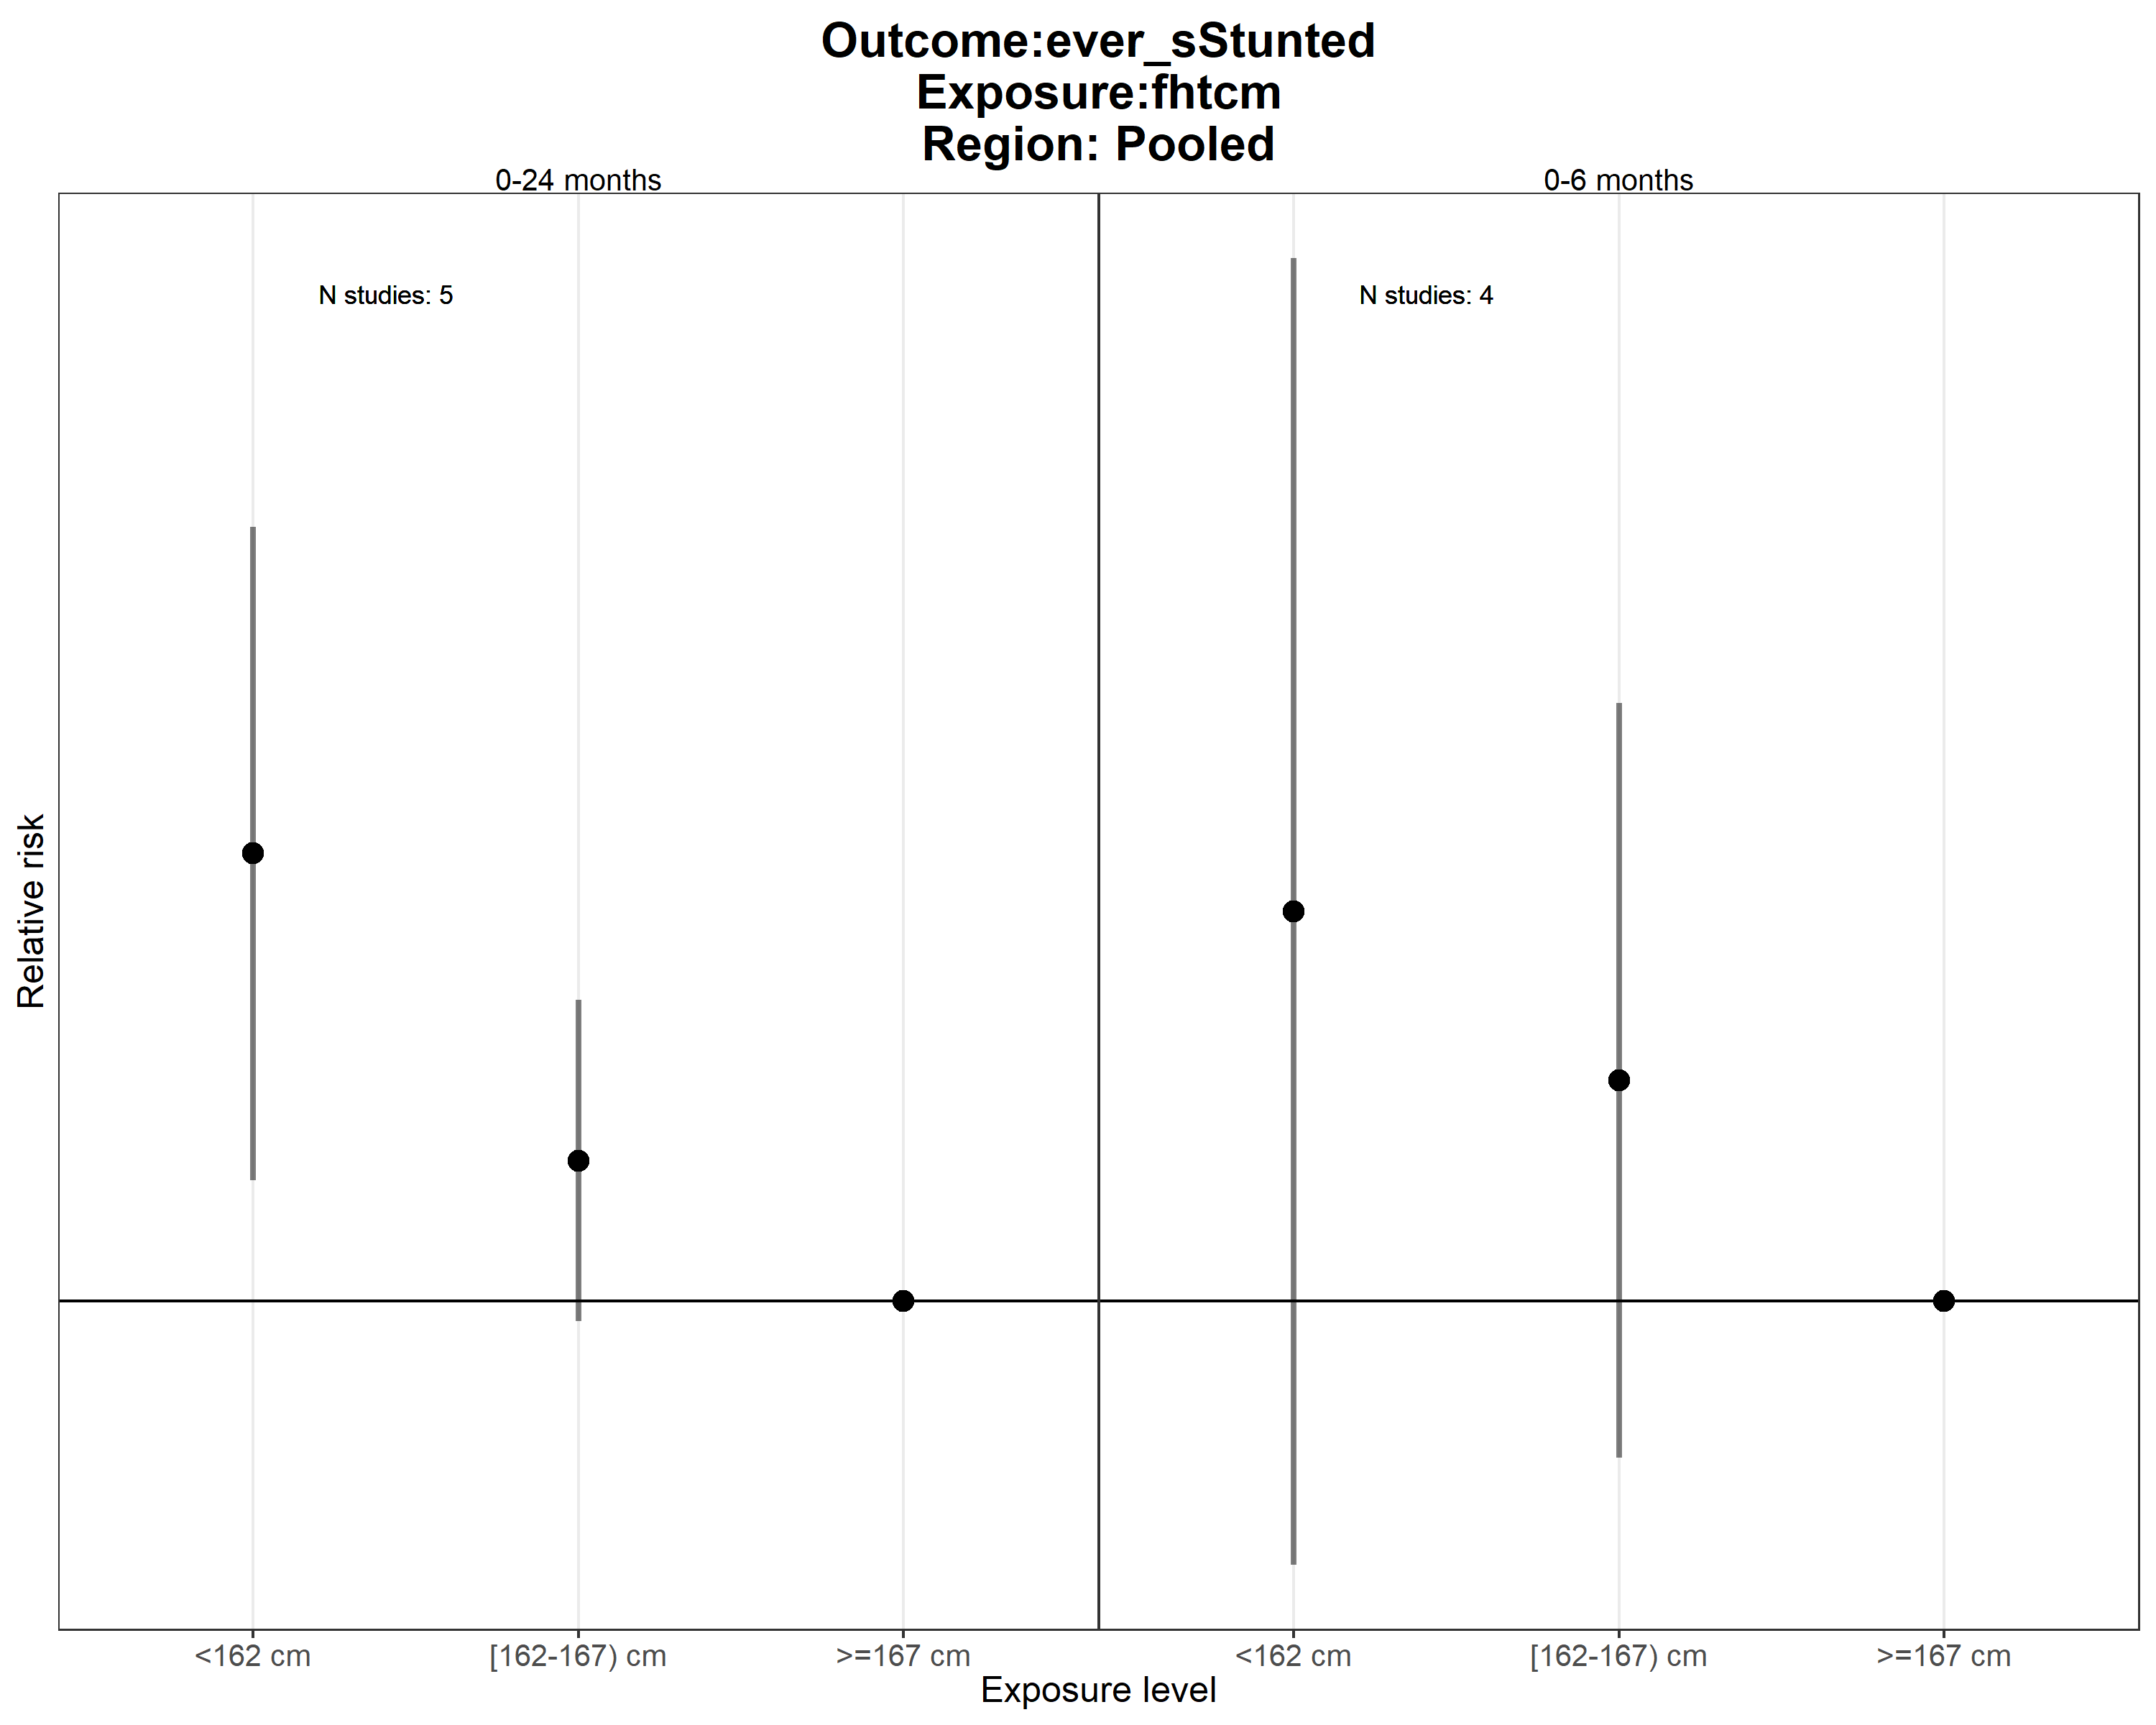 Outcome:ever_sStunted
Exposure:fhtcm
Region: Pooled
0-24 months
0-6 months
N studies: 5
N studies: 4
Relative risk
<162 cm
[162-167) cm
>=167 cm
<162 cm
[162-167) cm
>=167 cm
Exposure level